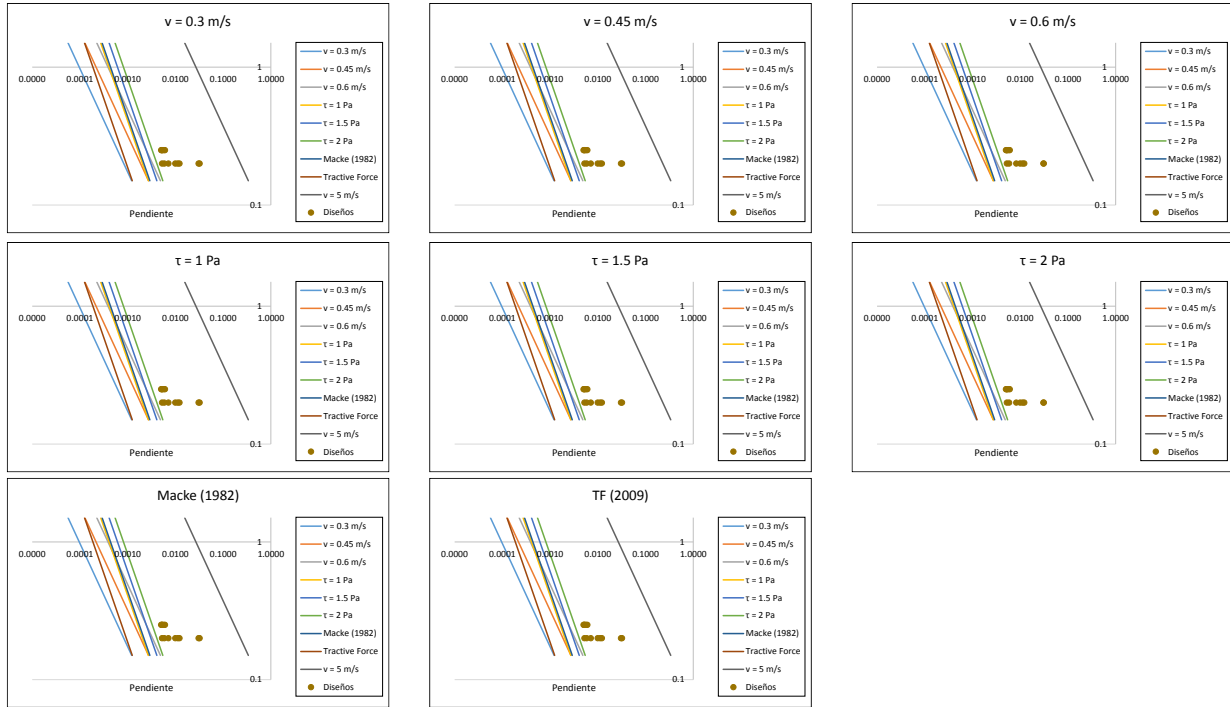 v = 0.3 m/s
1
0.0000 0.0001 0.0010 0.0100 0.1000 1.0000
0.1
Pendiente
v = 0.3 m/s
v = 0.45 m/s
v = 0.6 m/s
τ = 1 Pa
τ = 1.5 Pa
τ = 2 Pa
Macke (1982)
Tractive Force
v = 5 m/s
Diseños
v = 0.45 m/s
1
0.0000 0.0001 0.0010 0.0100 0.1000 1.0000
0.1
Pendiente
v = 0.3 m/s
v = 0.45 m/s
v = 0.6 m/s
τ = 1 Pa
τ = 1.5 Pa
τ = 2 Pa
Macke (1982)
Tractive Force
v = 5 m/s
Diseños
v = 0.6 m/s
1
0.0000 0.0001 0.0010 0.0100 0.1000 1.0000
0.1
Pendiente
v = 0.3 m/s
v = 0.45 m/s
v = 0.6 m/s
τ = 1 Pa
τ = 1.5 Pa
τ = 2 Pa
Macke (1982)
Tractive Force
v = 5 m/s
Diseños
τ = 1 Pa
1
0.0000 0.0001 0.0010 0.0100 0.1000 1.0000
0.1
Pendiente
v = 0.3 m/s
v = 0.45 m/s
v = 0.6 m/s
τ = 1 Pa
τ = 1.5 Pa
τ = 2 Pa
Macke (1982)
Tractive Force
v = 5 m/s
Diseños
τ = 1.5 Pa
1
0.0000 0.0001 0.0010 0.0100 0.1000 1.0000
0.1
Pendiente
v = 0.3 m/s
v = 0.45 m/s
v = 0.6 m/s
τ = 1 Pa
τ = 1.5 Pa
τ = 2 Pa
Macke (1982)
Tractive Force
v = 5 m/s
Diseños
τ = 2 Pa
1
0.0000 0.0001 0.0010 0.0100 0.1000 1.0000
0.1
Pendiente
v = 0.3 m/s
v = 0.45 m/s
v = 0.6 m/s
τ = 1 Pa
τ = 1.5 Pa
τ = 2 Pa
Macke (1982)
Tractive Force
v = 5 m/s
Diseños
Macke (1982)
1
0.0000 0.0001 0.0010 0.0100 0.1000 1.0000
0.1
Pendiente
v = 0.3 m/s
v = 0.45 m/s
v = 0.6 m/s
τ = 1 Pa
τ = 1.5 Pa
τ = 2 Pa
Macke (1982)
Tractive Force
v = 5 m/s
Diseños
TF (2009)
1
0.0000 0.0001 0.0010 0.0100 0.1000 1.0000
0.1
Pendiente
v = 0.3 m/s
v = 0.45 m/s
v = 0.6 m/s
τ = 1 Pa
τ = 1.5 Pa
τ = 2 Pa
Macke (1982)
Tractive Force
v = 5 m/s
Diseños